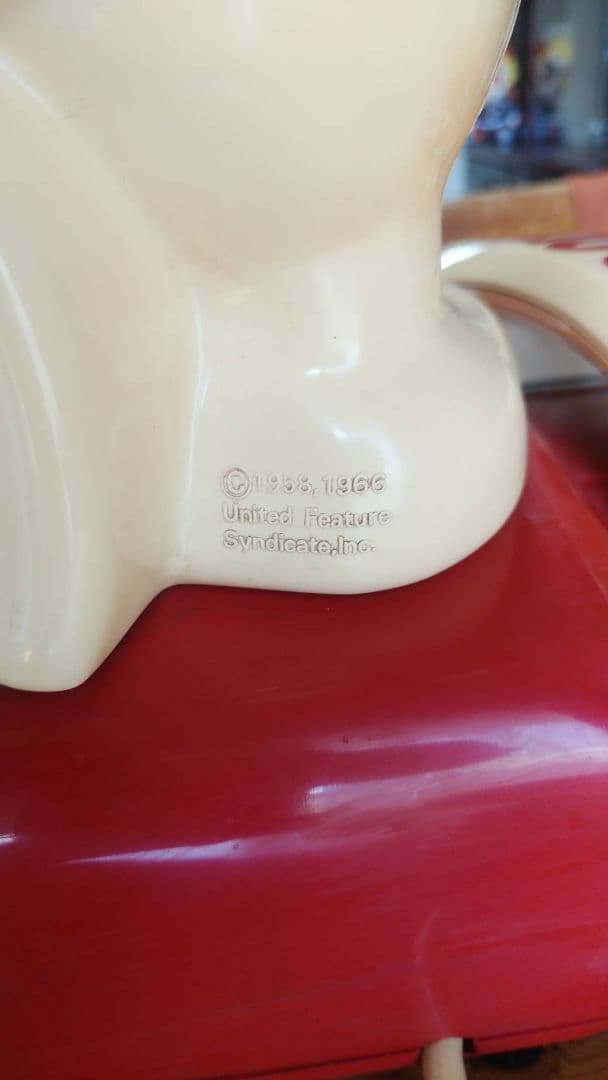 ©1958,1966
United Feature
Syndicate,Inc.